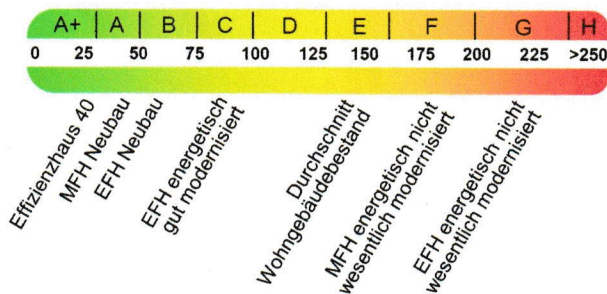 A+ A B C D E F G H
0 25 50 75 100 125 150 175 200 225 >250
Effizienzhaus 40
MFH Neubau
EFH Neubau
EFH energetisch
gut modernisiert
Durchschnitt
Wohngebäudebestand
MFH energetisch nicht
wesentlich modernisiert
EFH energetisch nicht
wesentlich modernisiert